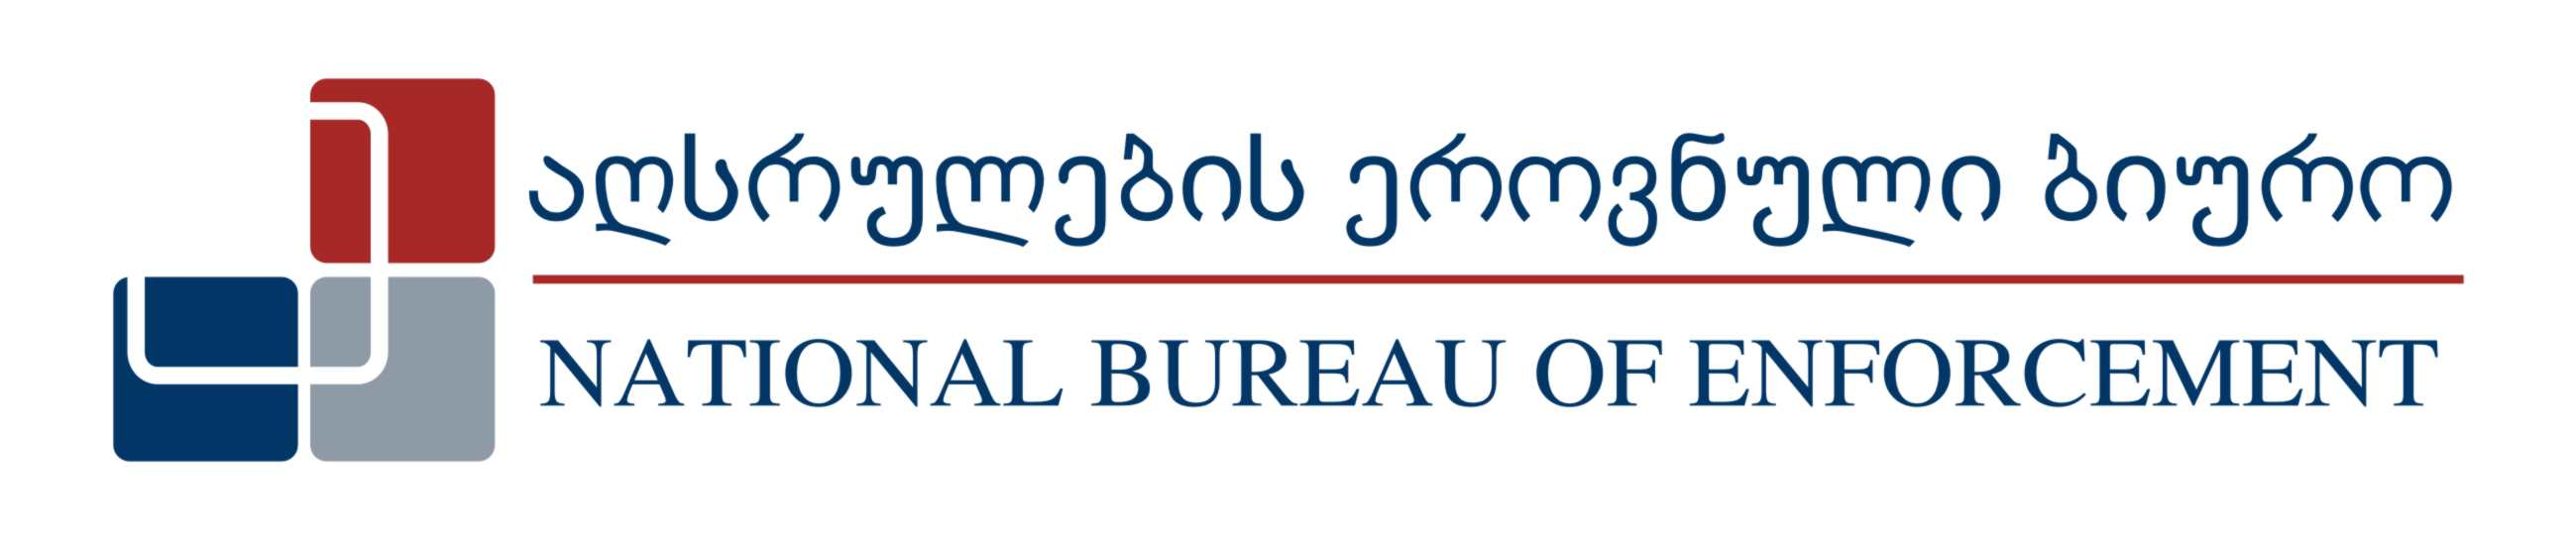 აღსრულების ეროვნული ბიურო
NATIONAL BUREAU OF ENFORCEMENT